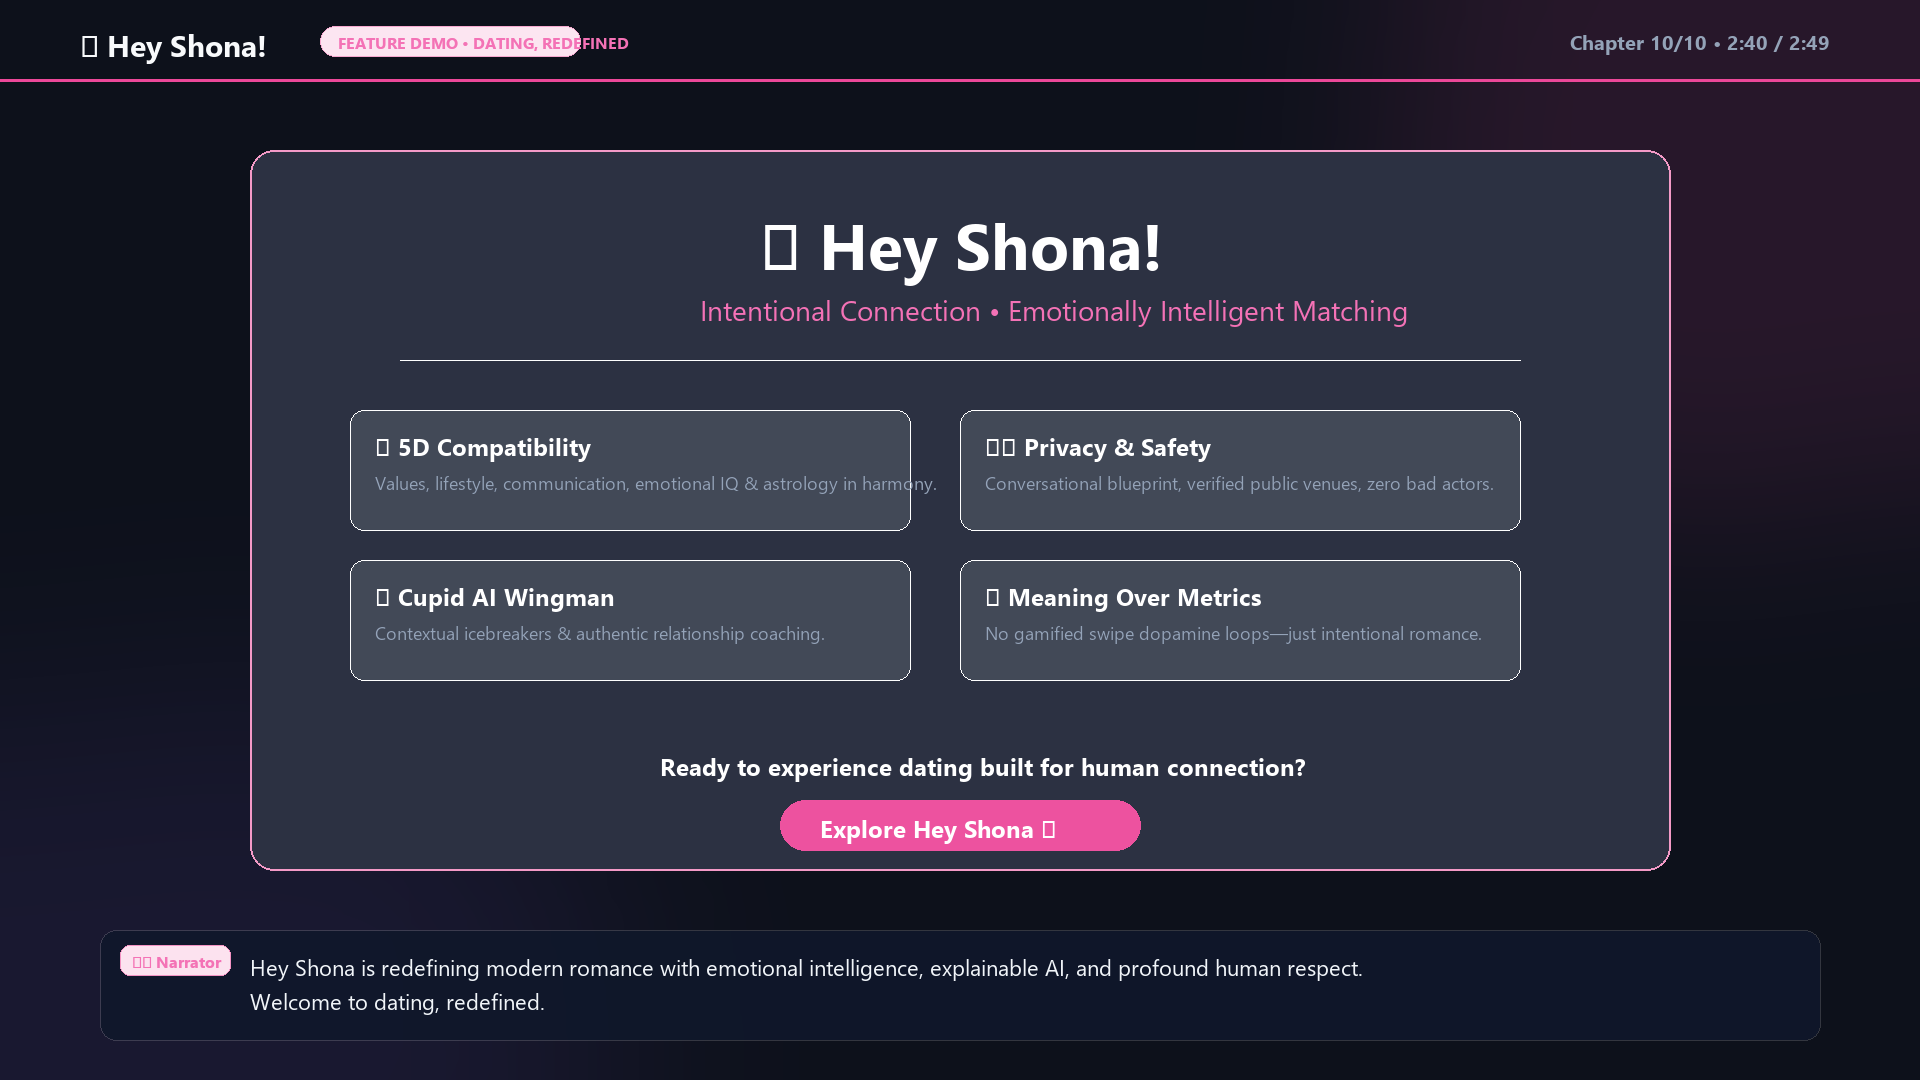 Hey Shona!
FEATURE DEMO • DATING, REDEFINED
Chapter 10/10 • 2:40 / 2:49
Hey Shona!
Intentional Connection • Emotionally Intelligent Matching
5D Compatibility
Values, lifestyle, communication, emotional IQ & astrology in harmony.
Privacy & Safety
Conversational blueprint, verified public venues, zero bad actors.
Cupid AI Wingman
Contextual icebreakers & authentic relationship coaching.
Meaning Over Metrics
No gamified swipe dopamine loops—just intentional romance.
Ready to experience dating built for human connection?
Explore Hey Shona
Narrator
Hey Shona is redefining modern romance with emotional intelligence, explainable AI, and profound human respect.
Welcome to dating, redefined.